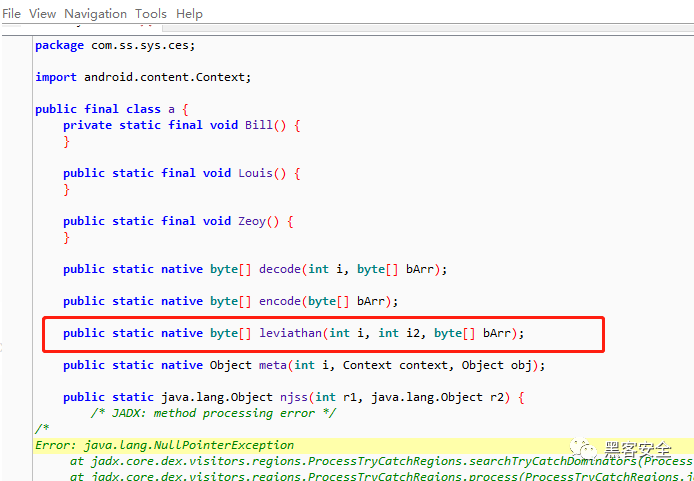 File View Navigation Tools Help
package com.ss.sys.ces;
import android.content.Context;
public final class a {
private static final void Bill() {
}
public static final void Louis() {
}
public static final void Zeoy() {
}
public static native byte[] decode(int i, byte[] bArr);
public static native byte[] encode(byte[] bArr);
public static native byte[] leviathan(int i, int i2, byte[] bArr);
public static native Object meta(int i, Context context, Object obj);
public static java.lang.Object njss(int r1, java.lang.Object r2) {
/* JADX: method processing error */
/*
Error: java.lang.NullPointerException
at jadx.core.dex.visitors.regions.ProcessTryCatchRegions.searchTryCatchDominators(Process
at jadx.core.dex.visitors.regions.ProcessTryCatchRegions.process(ProcessTryCatchRegions.j
黑客安全